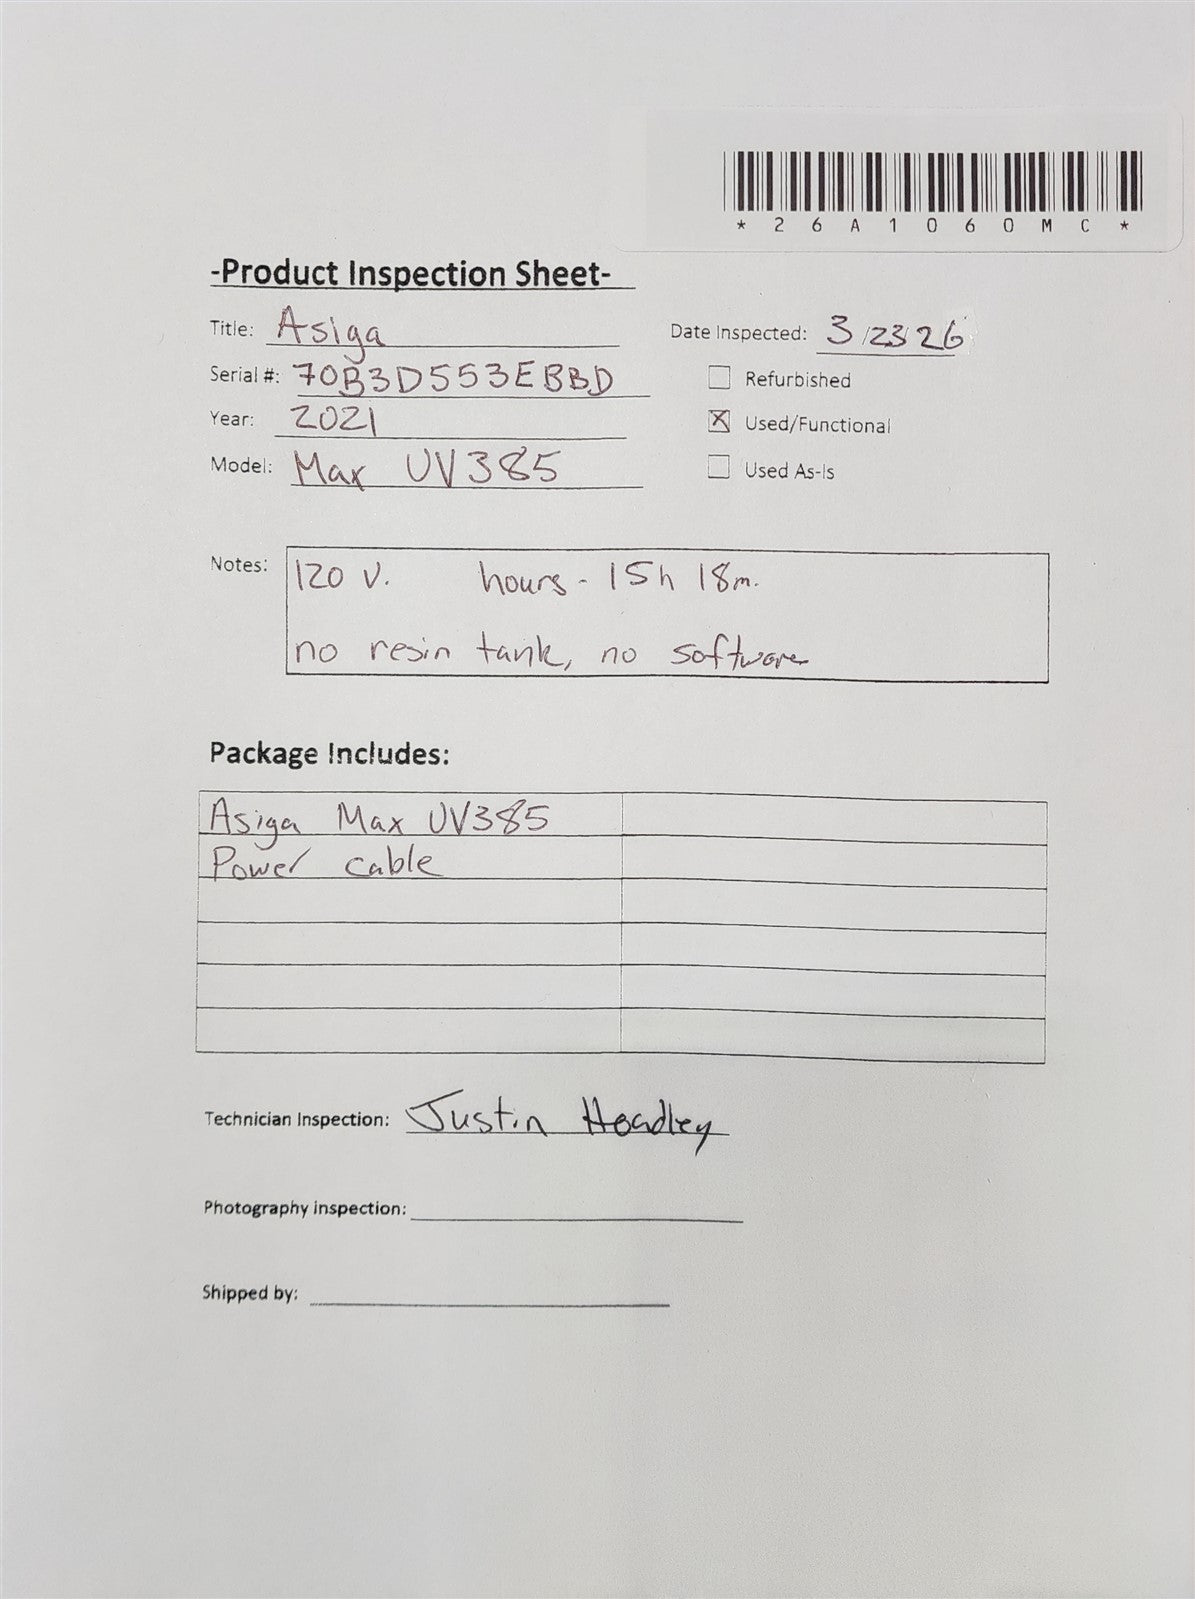 *26A1060MC*
-Product Inspection Sheet-
Title: Asiga
Date Inspected: 3/23/26
Serial #: 70B3D553EBBD
Refurbished
Year: 2021
Used/Functional
Model: Max UV385
Used As-Is
Notes: 120 V. hours - 15h 18m.
no resin tank, no software
Package Includes:
Asiga Max UV385
Power cable
Technician Inspection: Justin Headley
Photography inspection:
Shipped by: